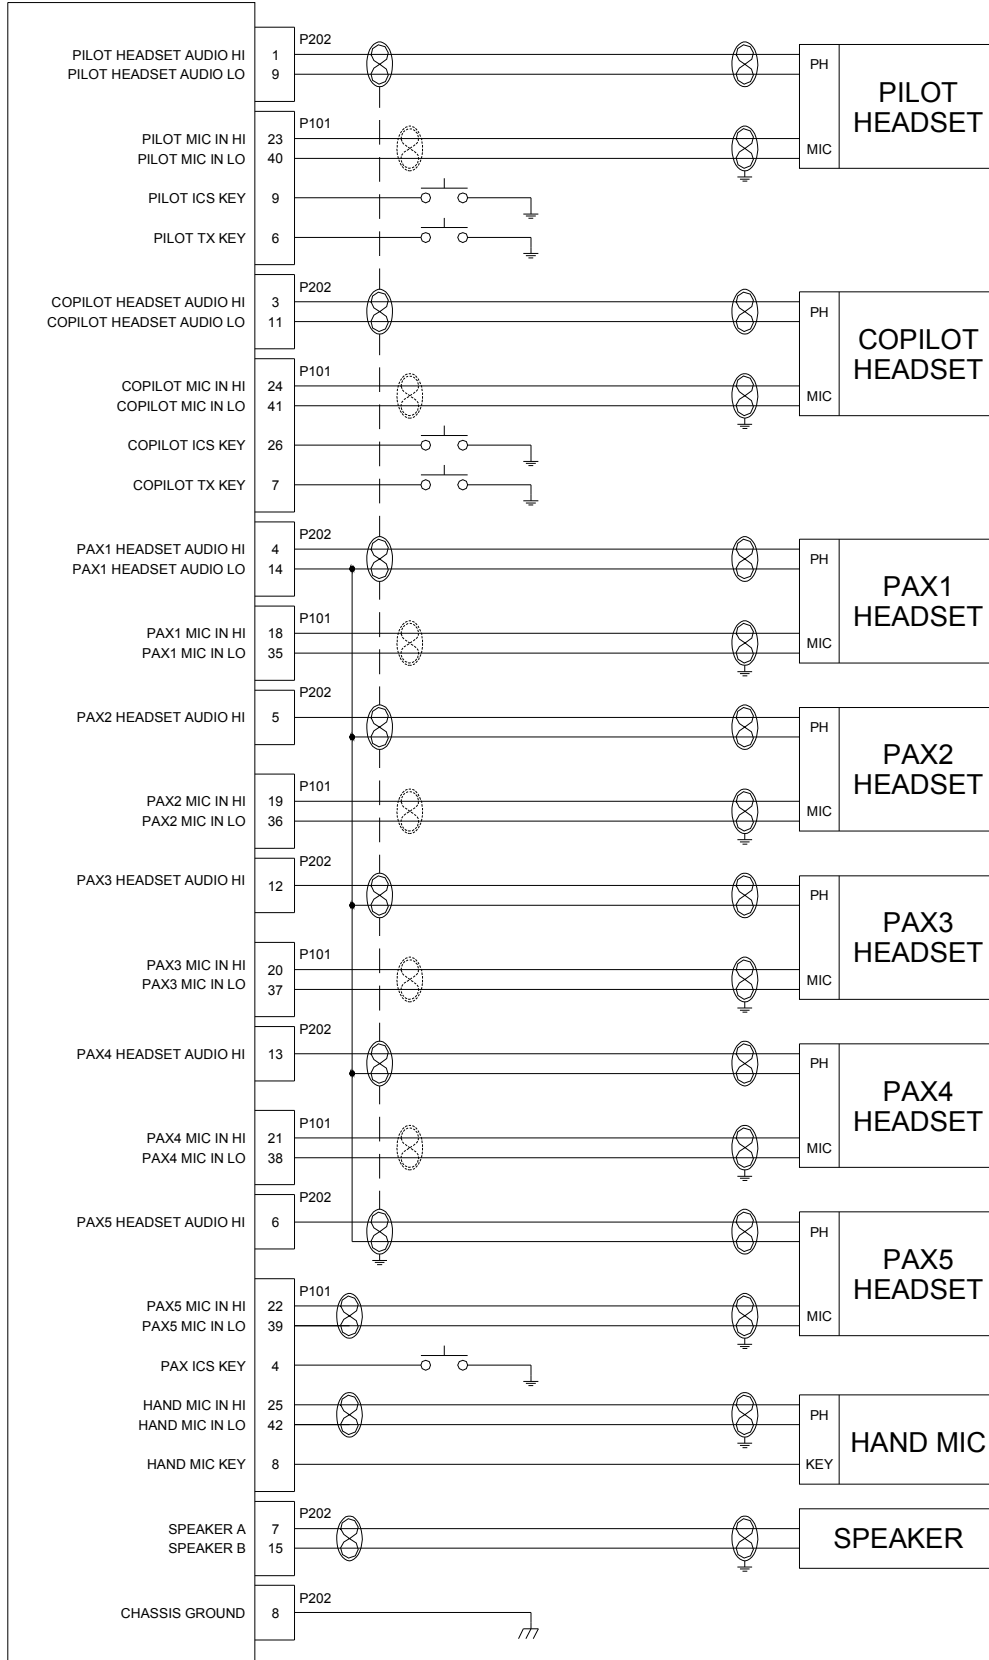 P202
PILOT HEADSET AUDIO HI 1
PILOT HEADSET AUDIO LO 9
PH
MIC
PILOT
HEADSET
P101
PILOT MIC IN HI 23
PILOT MIC IN LO 40
PILOT ICS KEY 9
PILOT TX KEY 6
P202
COPILOT HEADSET AUDIO HI 3
COPILOT HEADSET AUDIO LO 11
PH
MIC
COPILOT
HEADSET
P101
COPILOT MIC IN HI 24
COPILOT MIC IN LO 41
COPILOT ICS KEY 26
COPILOT TX KEY 7
P202
PAX1 HEADSET AUDIO HI 4
PAX1 HEADSET AUDIO LO 14
PH
MIC
PAX1
HEADSET
P101
PAX1 MIC IN HI 18
PAX1 MIC IN LO 35
P202
PAX2 HEADSET AUDIO HI 5
PH
MIC
PAX2
HEADSET
P101
PAX2 MIC IN HI 19
PAX2 MIC IN LO 36
P202
PAX3 HEADSET AUDIO HI 12
PH
MIC
PAX3
HEADSET
P101
PAX3 MIC IN HI 20
PAX3 MIC IN LO 37
P202
PAX4 HEADSET AUDIO HI 13
PH
MIC
PAX4
HEADSET
P101
PAX4 MIC IN HI 21
PAX4 MIC IN LO 38
P202
PAX5 HEADSET AUDIO HI 6
PH
MIC
PAX5
HEADSET
P101
PAX5 MIC IN HI 22
PAX5 MIC IN LO 39
PAX ICS KEY 4
HAND MIC IN HI 25
HAND MIC IN LO 42
PH
KEY
HAND MIC
HAND MIC KEY 8
P202
SPEAKER A 7
SPEAKER B 15
SPEAKER
P202
CHASSIS GROUND 8